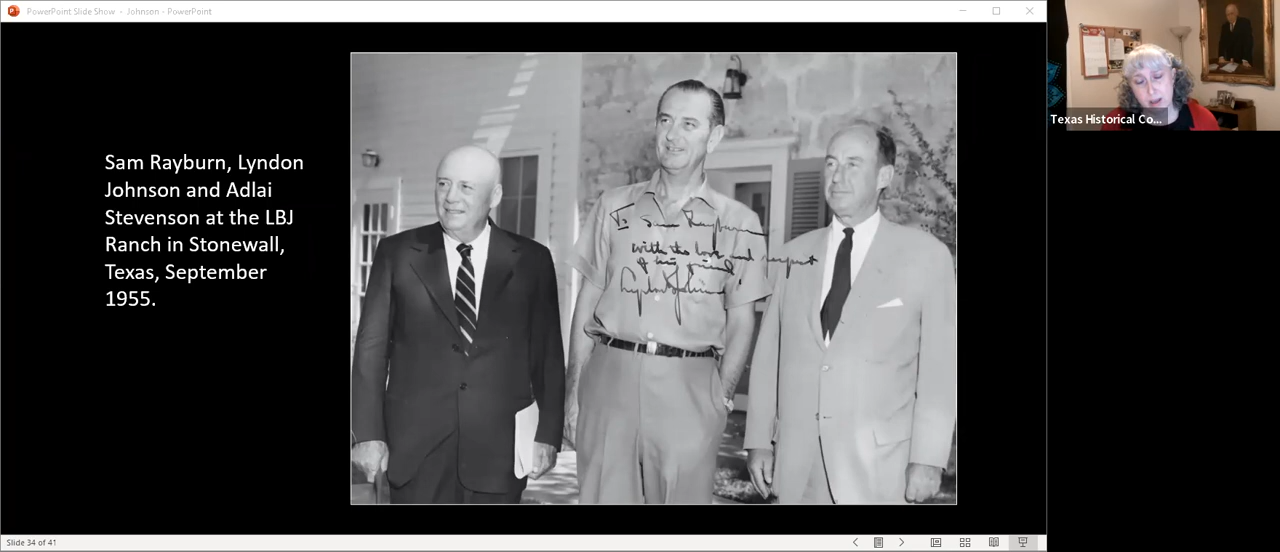 PowerPoint Slide Show - Johnson - PowerPoint
Sam Rayburn, Lyndon
Johnson and Adlai
Stevenson at the LBJ
Ranch in Stonewall,
Texas, September
1955.
To Sam Rayburn
with the love and respect
of his friend
Lyndon Johnson
Texas Historical Co...
Slide 34 of 41